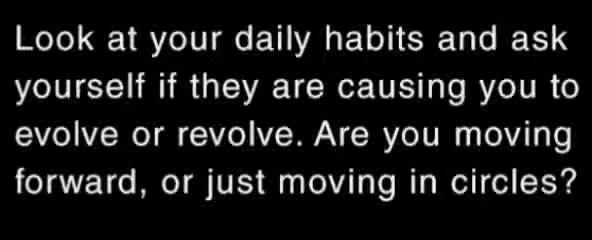 Look at your daily habits and ask
yourself if they are causing you to
evolve or revolve. Are you moving
forward, or just moving in circles?